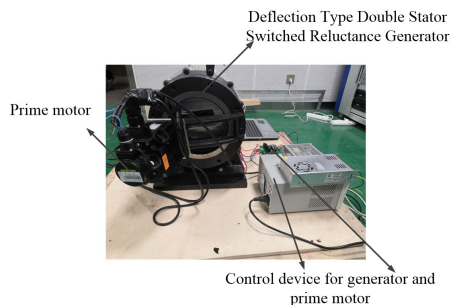 Deflection Type Double Stator
Switched Reluctance Generator
Prime motor
Control device for generator and
prime motor